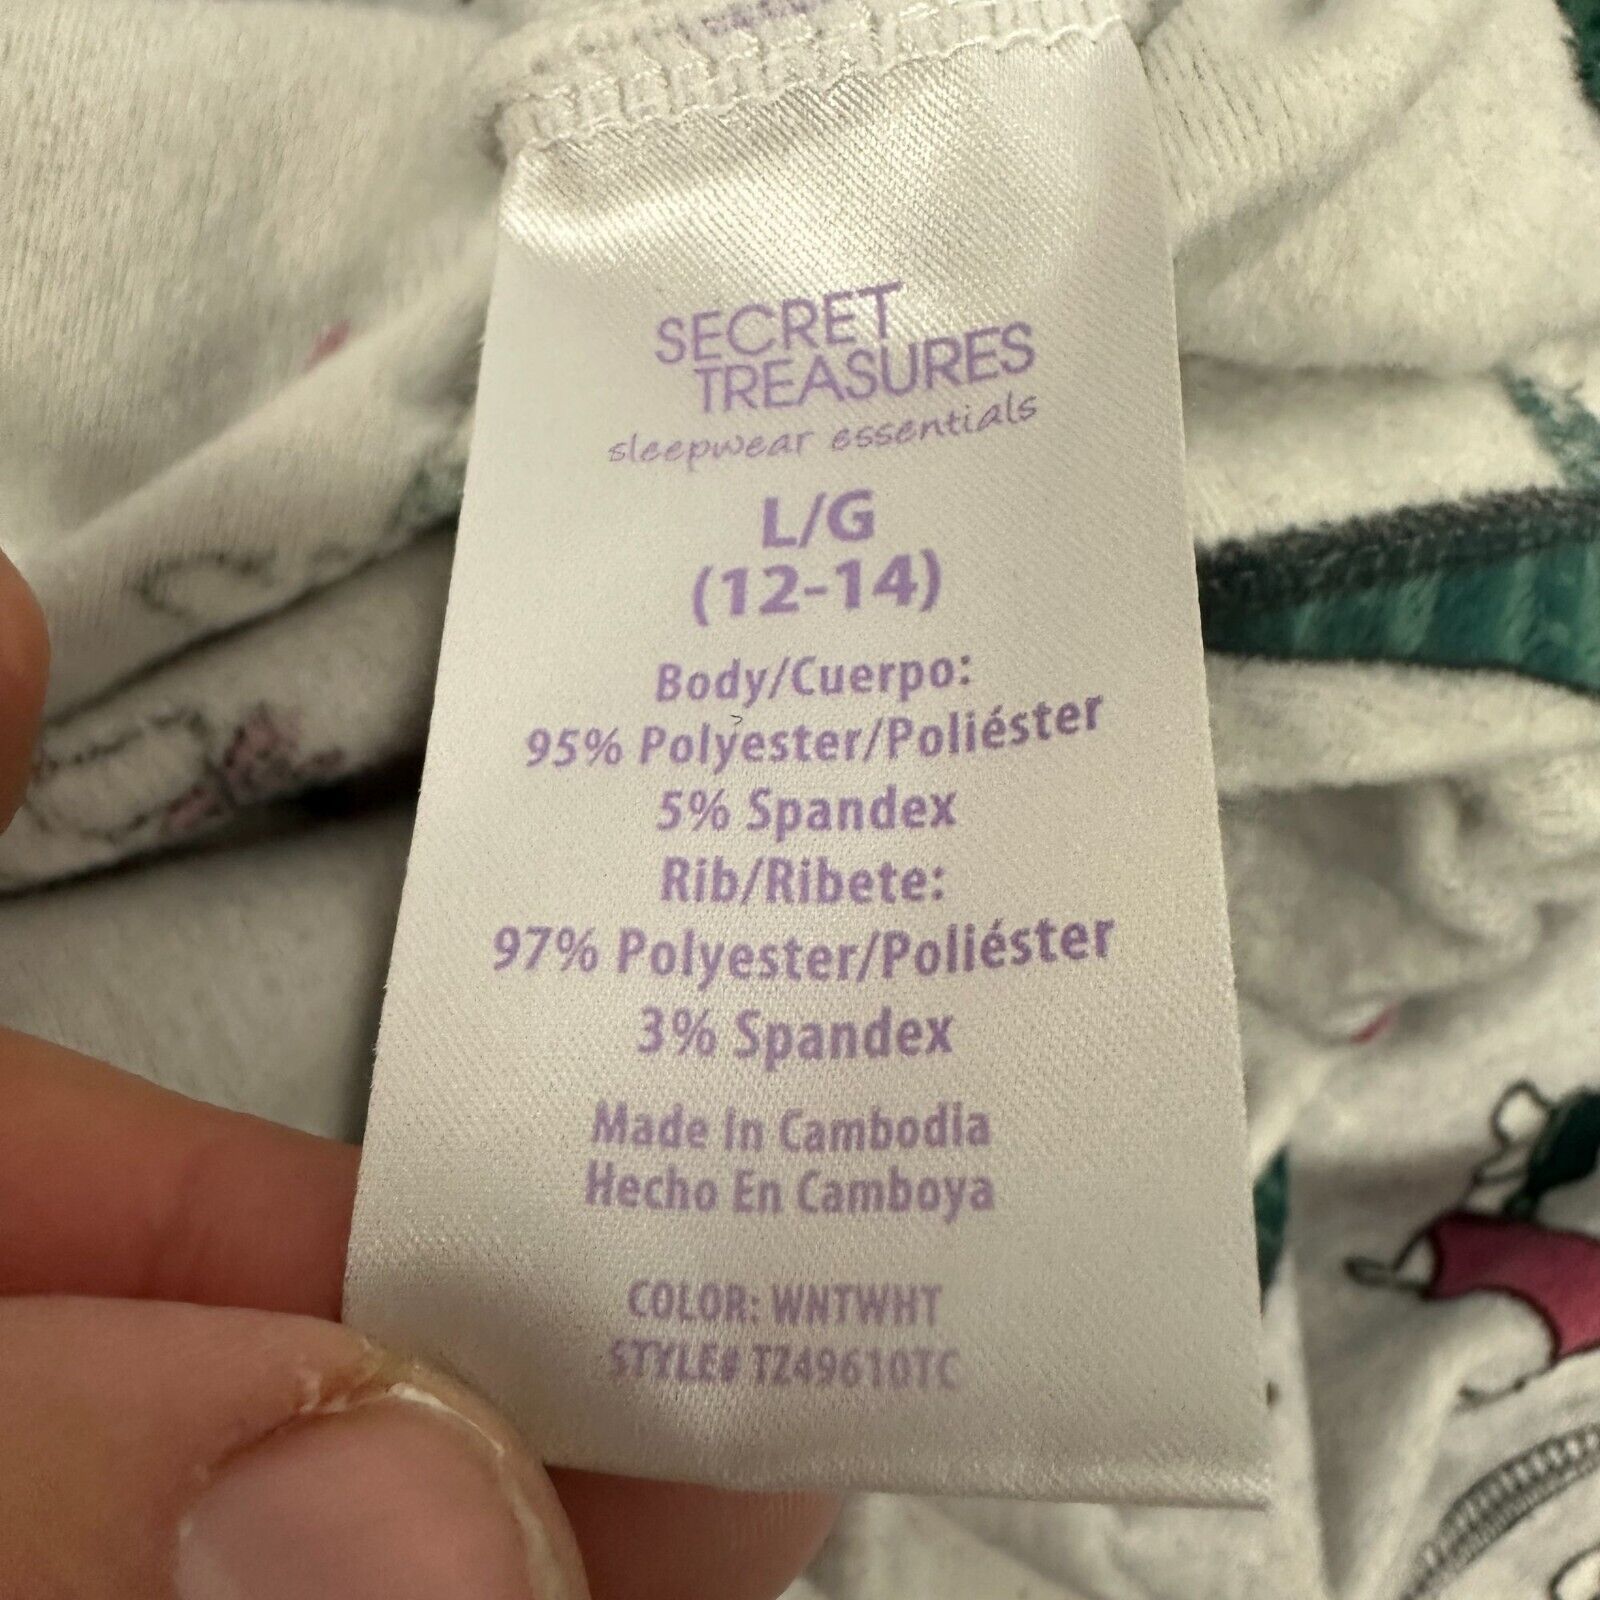 SECRET
TREASURES
sleepwear essentials
L/G
(12-14)
Body/Cuerpo:
95% Polyester/Poliéster
5% Spandex
Rib/Ribete:
97% Polyester/Poliéster
3% Spandex
Made In Cambodia
Hecho En Camboya
COLOR: WNTWHT
STYLE# TZ49610TC